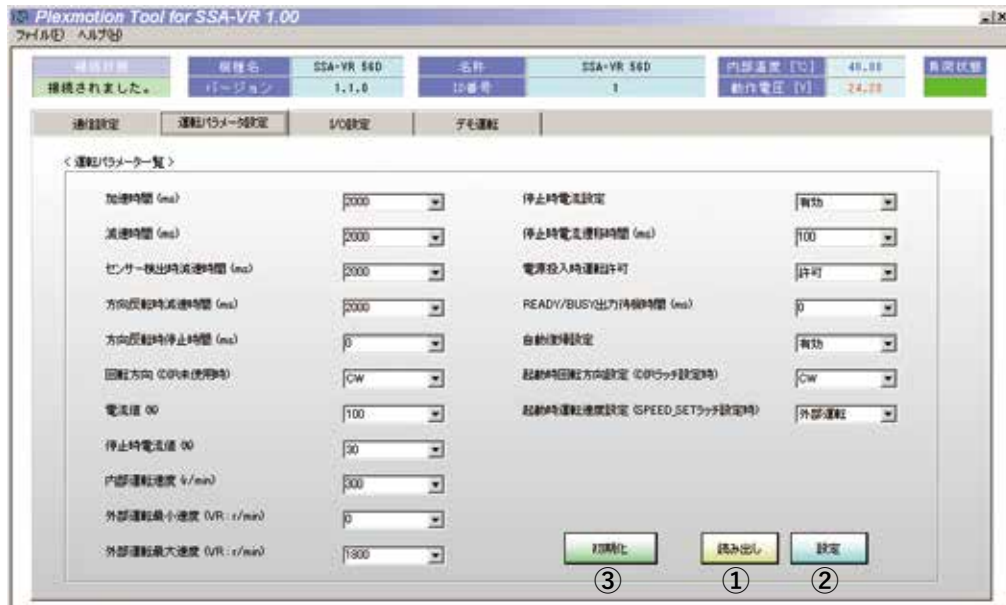 Plexmotion Tool for SSA-VR 1.00
ファイル(F) ヘルプ(H)
接続状態 機種名 SSA-VR 56D 名称 SSA-VR 56D 内部温度 [℃] 40.00 負荷状態
接続されました。 バージョン 1.1.0 ID番号 1 動作電圧 [V]
通信設定 運転パラメータ設定 I/O設定 デモ運転
<運転パラメータ一覧>
加速時間 (ms) 2000 停止時電流設定 有効
減速時間 (ms) 2000 停止時電流遷移時間 (ms) 100
センサー検出時減速時間 (ms) 2000 電源投入時運転許可 許可
方向反転時減速時間 (ms) 2000 READY/BUSY出力待機時間 (ms) 0
方向反転時停止時間 (ms) 0 自動復帰設定 有効
回転方向 (DIR未使用時) CW 起動時回転方向設定 (DIRラッチ設定時) CW
電流値 (%) 100 起動時運転速度設定 (SPEED_SETラッチ設定時) 外部運転
停止時電流値 (%) 30
内部運転速度 (r/min) 300
外部運転最小速度 (VR : r/min) 0
外部運転最大速度 (VR : r/min) 1800
初期化 読み出し 設定
③ ① ②